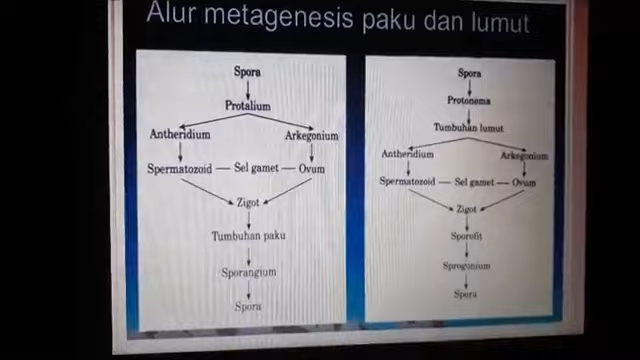 Alur metagenesis paku dan lumut
Spora
Protalium
Antheridium Arkegonium
Spermatozoid — Sel gamet — Ovum
Zigot
Tumbuhan paku
Sporangium
Spora
Spora
Protonema
Tumbuhan lumut
Antheridium Arkegonium
Spermatozoid — Sel gamet — Ovum
Zigot
Sporofit
Sprogonium
Spora